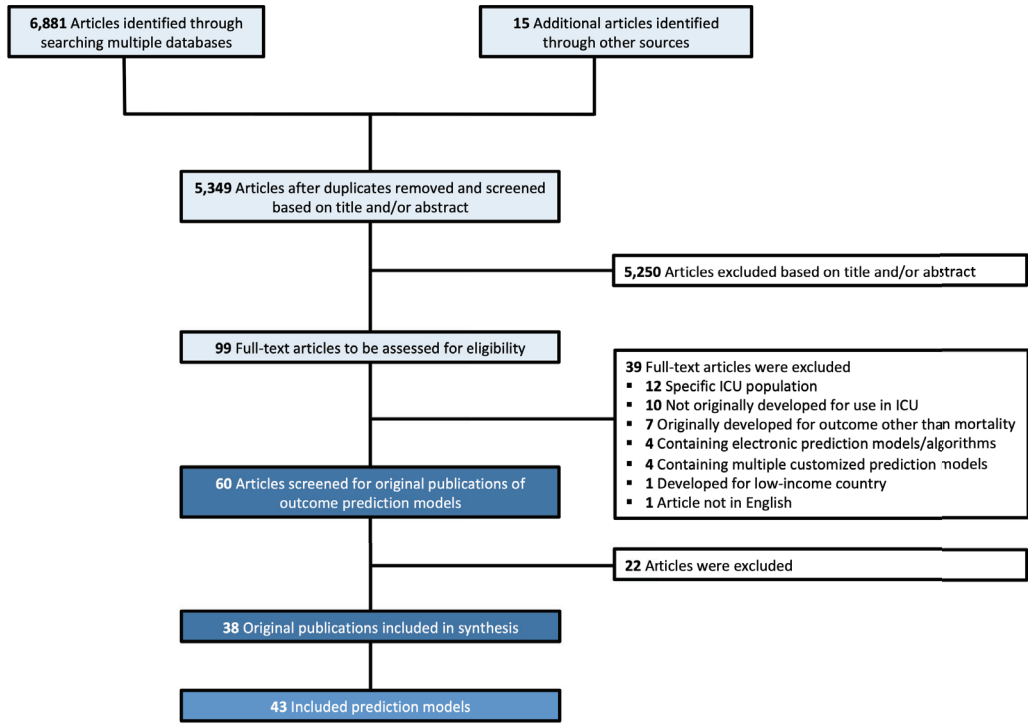 6,881 Articles identified through
searching multiple databases
15 Additional articles identified
through other sources
5,349 Articles after duplicates removed and screened
based on title and/or abstract
5,250 Articles excluded based on title and/or abstract
99 Full-text articles to be assessed for eligibility
39 Full-text articles were excluded
▪ 12 Specific ICU population
▪ 10 Not originally developed for use in ICU
▪ 7 Originally developed for outcome other than mortality
▪ 4 Containing electronic prediction models/algorithms
▪ 4 Containing multiple customized prediction models
▪ 1 Developed for low-income country
▪ 1 Article not in English
60 Articles screened for original publications of
outcome prediction models
22 Articles were excluded
38 Original publications included in synthesis
43 Included prediction models